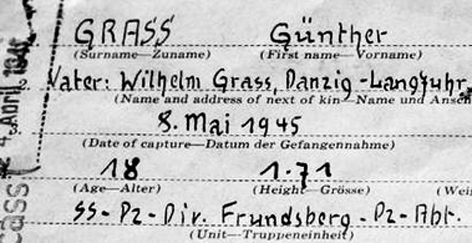 GRASS Günther
(Surname—Zuname) (First name—Vorname)
Vater: Wilhelm Grass, Danzig-Langfuhr,
(Name and address of next of kin—Name und
8. Mai 1945
(Date of capture—Datum der Gefangennahme)
18 1.71
(Age—Alter) (Height—Grösse)
SS-Pz-Div. Frundsberg-Pz-Abt.
(Unit—Truppeneinheit)
4. April